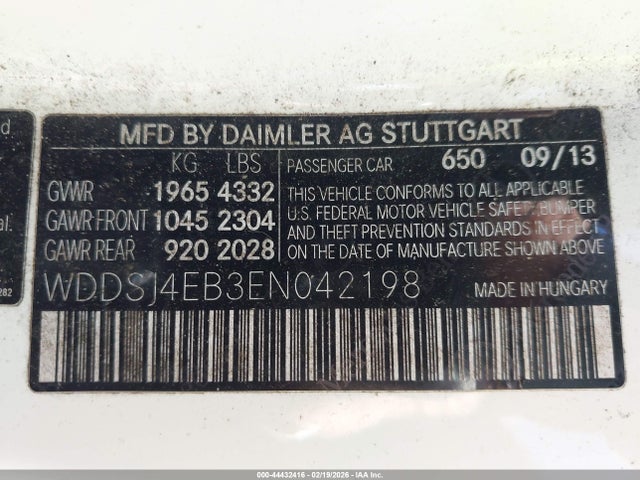 MFD BY DAIMLER AG STUTTGART
KG LBS
GVWR 1965 4332
GAWR FRONT 1045 2304
GAWR REAR 920 2028
PASSENGER CAR 650 09/13
THIS VEHICLE CONFORMS TO ALL APPLICABLE
U.S. FEDERAL MOTOR VEHICLE SAFETY, BUMPER
AND THEFT PREVENTION STANDARDS IN EFFECT
ON THE DATE OF MANUFACTURE SHOWN ABOVE.
WDDSJ4EB3EN042198 MADE IN HUNGARY
282
000-44432416 | 02/19/2026 - COPART IAA